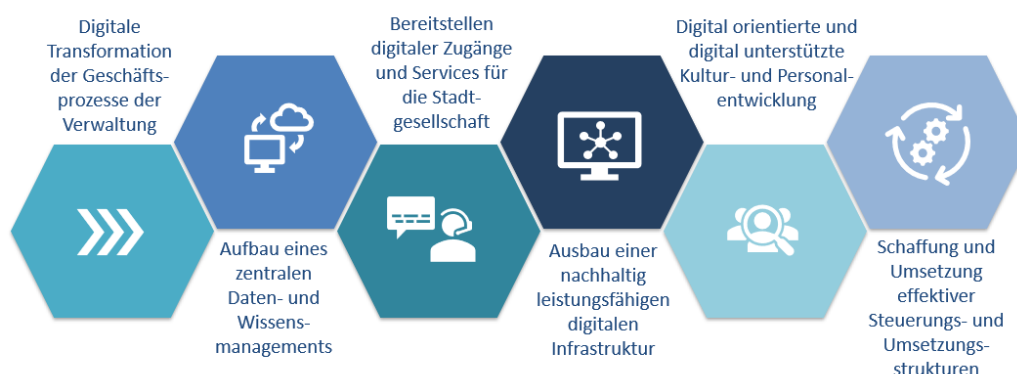 Digitale
Transformation
der Geschäfts-
prozesse der
Verwaltung
Aufbau eines
zentralen
Daten- und
Wissens-
managements
Bereitstellen
digitaler Zugänge
und Services für
die Stadt-
gesellschaft
Ausbau einer
nachhaltig
leistungsfähigen
digitalen
Infrastruktur
Digital orientierte und
digital unterstützte
Kultur- und Personal-
entwicklung
Schaffung und
Umsetzung
effektiver
Steuerungs- und
Umsetzungs-
strukturen